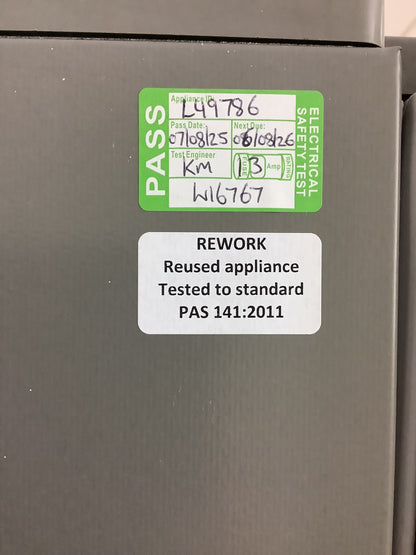 PASS
Appliance ID:
L49786
Pass Date: Next Due:
07/08/25 06/08/26
Test Engineer
KM FUSE 13 Amp
W16767
ELECTRICAL
SAFETY TEST
REWORK
Reused appliance
Tested to standard
PAS 141:2011